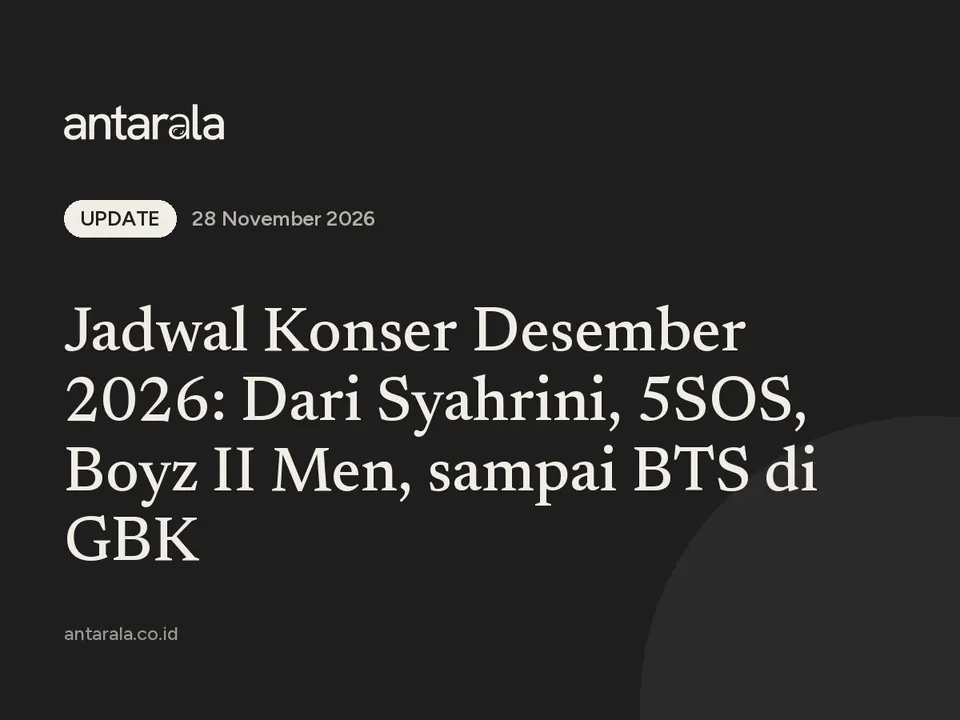 antarala
UPDATE 28 November 2026
Jadwal Konser Desember
2026: Dari Syahrini, 5SOS,
Boyz II Men, sampai BTS di
GBK
antarala.co.id